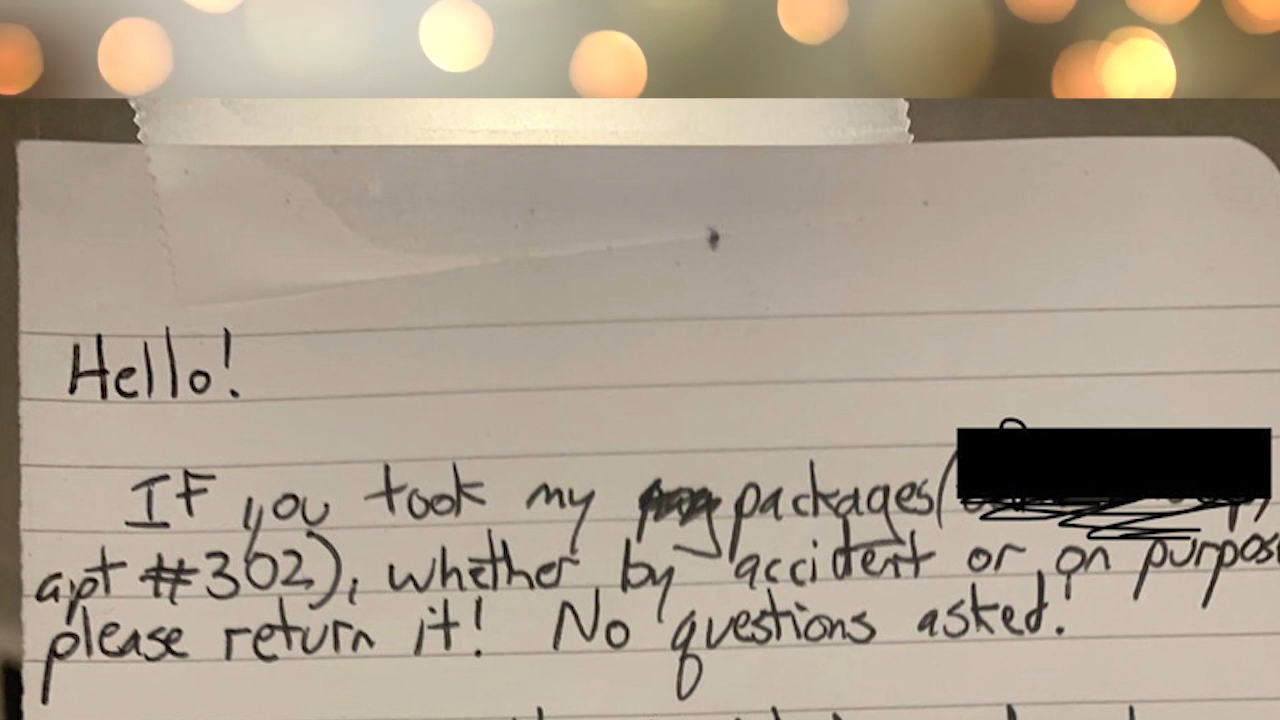 Hello!
If you took my packages (
apt #302), whether by accident or on purpos
please return it! No questions asked!